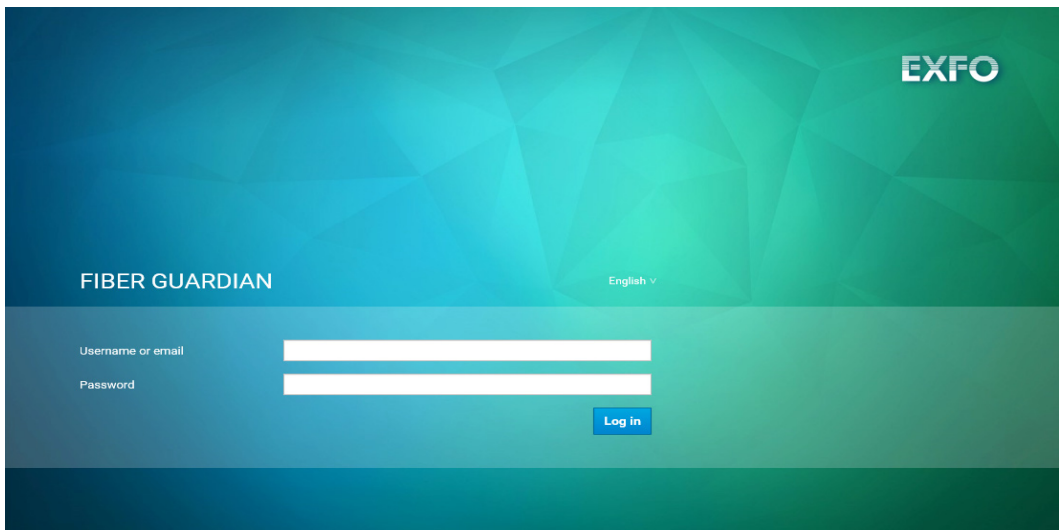 EXFO
FIBER GUARDIAN
English
Username or email
Password
Log in